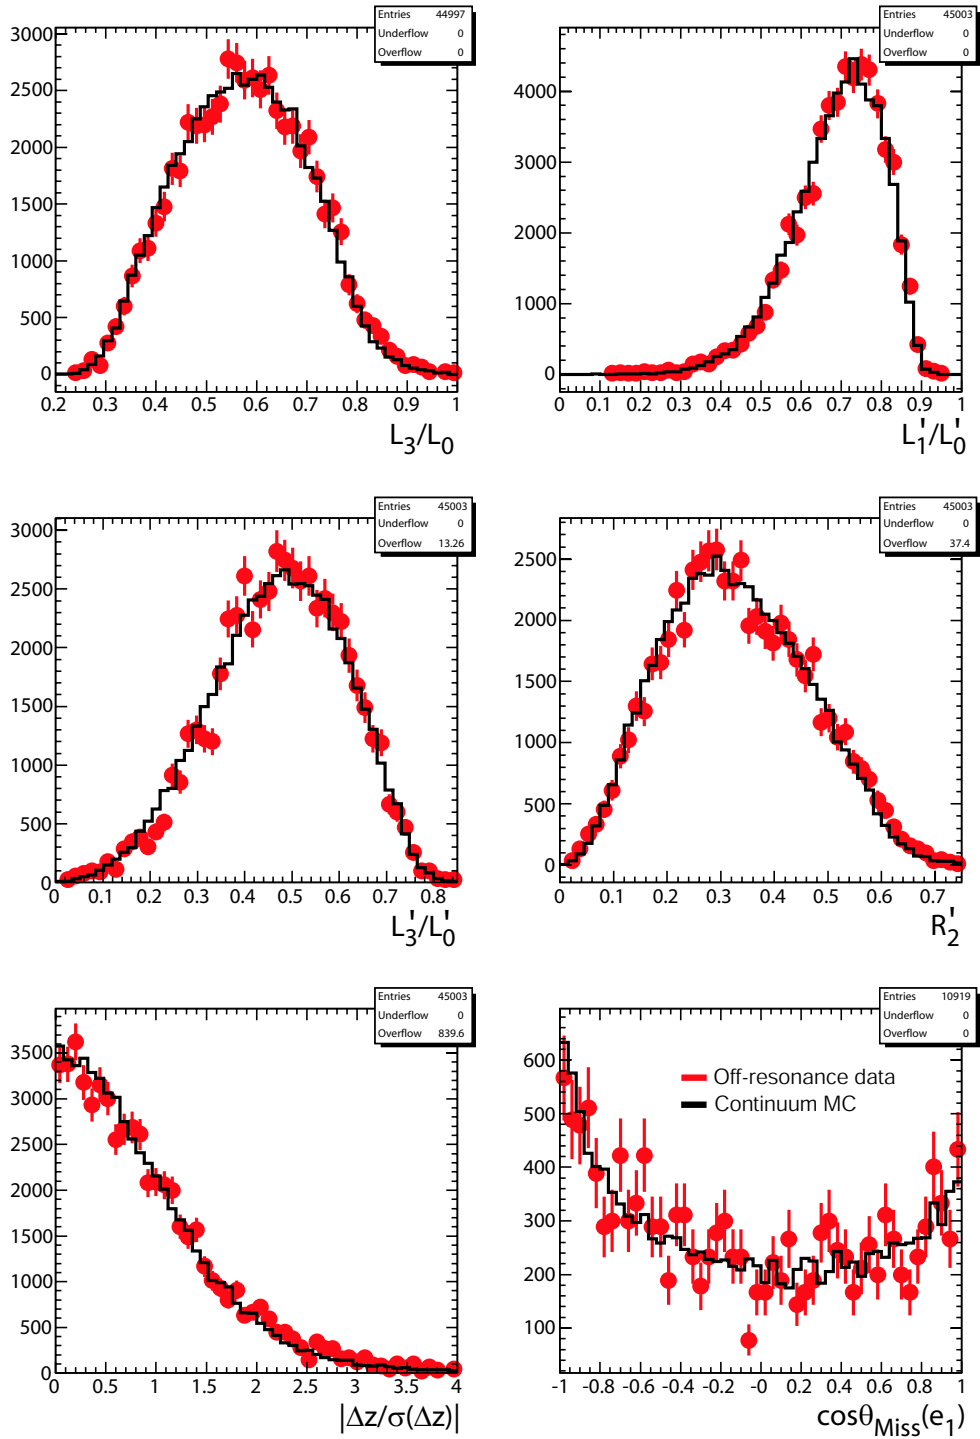 Entries 44997
Underflow 0
Overflow 0
3000
2500
2000
1500
1000
500
0
0.2 0.3 0.4 0.5 0.6 0.7 0.8 0.9 1
L3/L0
Entries 45003
Underflow 0
Overflow 0
4000
3000
2000
1000
0
0 0.1 0.2 0.3 0.4 0.5 0.6 0.7 0.8 0.9 1
L1'/L0'
Entries 45003
Underflow 0
Overflow 13.26
3000
2500
2000
1500
1000
500
0
0 0.1 0.2 0.3 0.4 0.5 0.6 0.7 0.8
L3'/L0'
Entries 45003
Underflow 0
Overflow 37.4
2500
2000
1500
1000
500
0
0 0.1 0.2 0.3 0.4 0.5 0.6 0.7
R2'
Entries 45003
Underflow 0
Overflow 839.6
3500
3000
2500
2000
1500
1000
500
0
0 0.5 1 1.5 2 2.5 3 3.5 4
|Δz/σ(Δz)|
Entries 10919
Underflow 0
Overflow 0
600
500
400
300
200
100
Off-resonance data
Continuum MC
-1 -0.8 -0.6 -0.4 -0.2 -0 0.2 0.4 0.6 0.8 1
cosθMiss(e1)